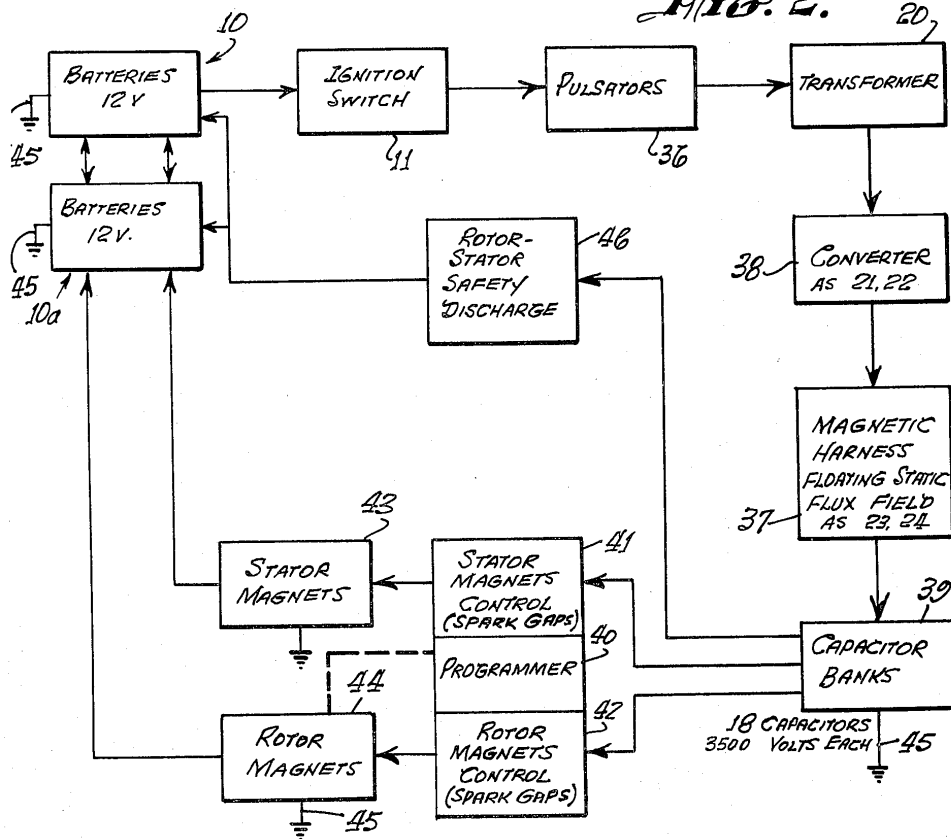 FIG. 2.
10
BATTERIES
12 V
45
IGNITION
SWITCH
11
PULSATORS
36
20
TRANSFORMER
BATTERIES
12 V.
45
10a
ROTOR-
STATOR
SAFETY
DISCHARGE
46
38
CONVERTER
AS 21, 22
MAGNETIC
HARNESS
FLOATING STATIC
FLUX FIELD
AS 23, 24
37
43
STATOR
MAGNETS
41
STATOR
MAGNETS
CONTROL
(SPARK GAPS)
40
PROGRAMMER
42
ROTOR
MAGNETS
CONTROL
(SPARK GAPS)
44
ROTOR
MAGNETS
45
39
CAPACITOR
BANKS
18 CAPACITORS
3500 VOLTS EACH
45